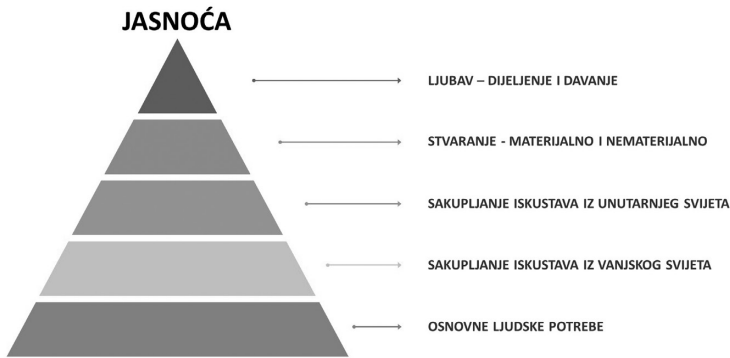 JASNOĆA
LJUBAV – DIJELJENJE I DAVANJE
STVARANJE - MATERIJALNO I NEMATERIJALNO
SAKUPLJANJE ISKUSTAVA IZ UNUTARNJEG SVIJETA
SAKUPLJANJE ISKUSTAVA IZ VANJSKOG SVIJETA
OSNOVNE LJUDSKE POTREBE